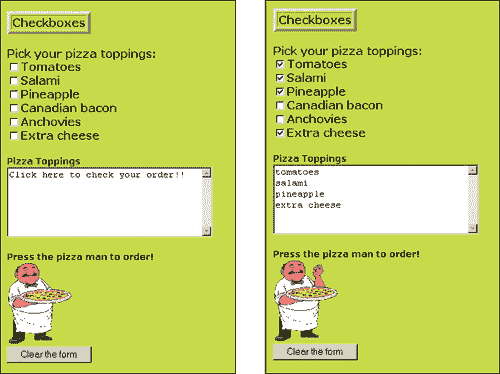 Checkboxes
Pick your pizza toppings:
Tomatoes
Salami
Pineapple
Canadian bacon
Anchovies
Extra cheese
Pizza Toppings
Click here to check your order!!
Press the pizza man to order!
Clear the form
Checkboxes
Pick your pizza toppings:
Tomatoes
Salami
Pineapple
Canadian bacon
Anchovies
Extra cheese
Pizza Toppings
tomatoes
salami
pineapple
extra cheese
Press the pizza man to order!
Clear the form